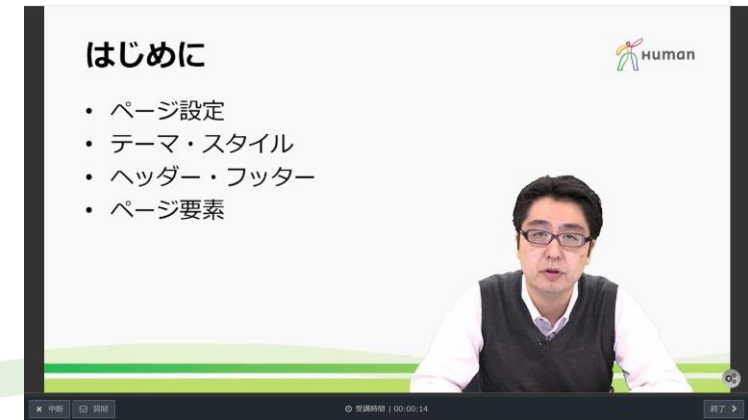 はじめに
Human
• ページ設定
• テーマ・スタイル
• ヘッダー・フッター
• ページ要素
✖ 中断 質問 受講時間 | 00:00:14 終了